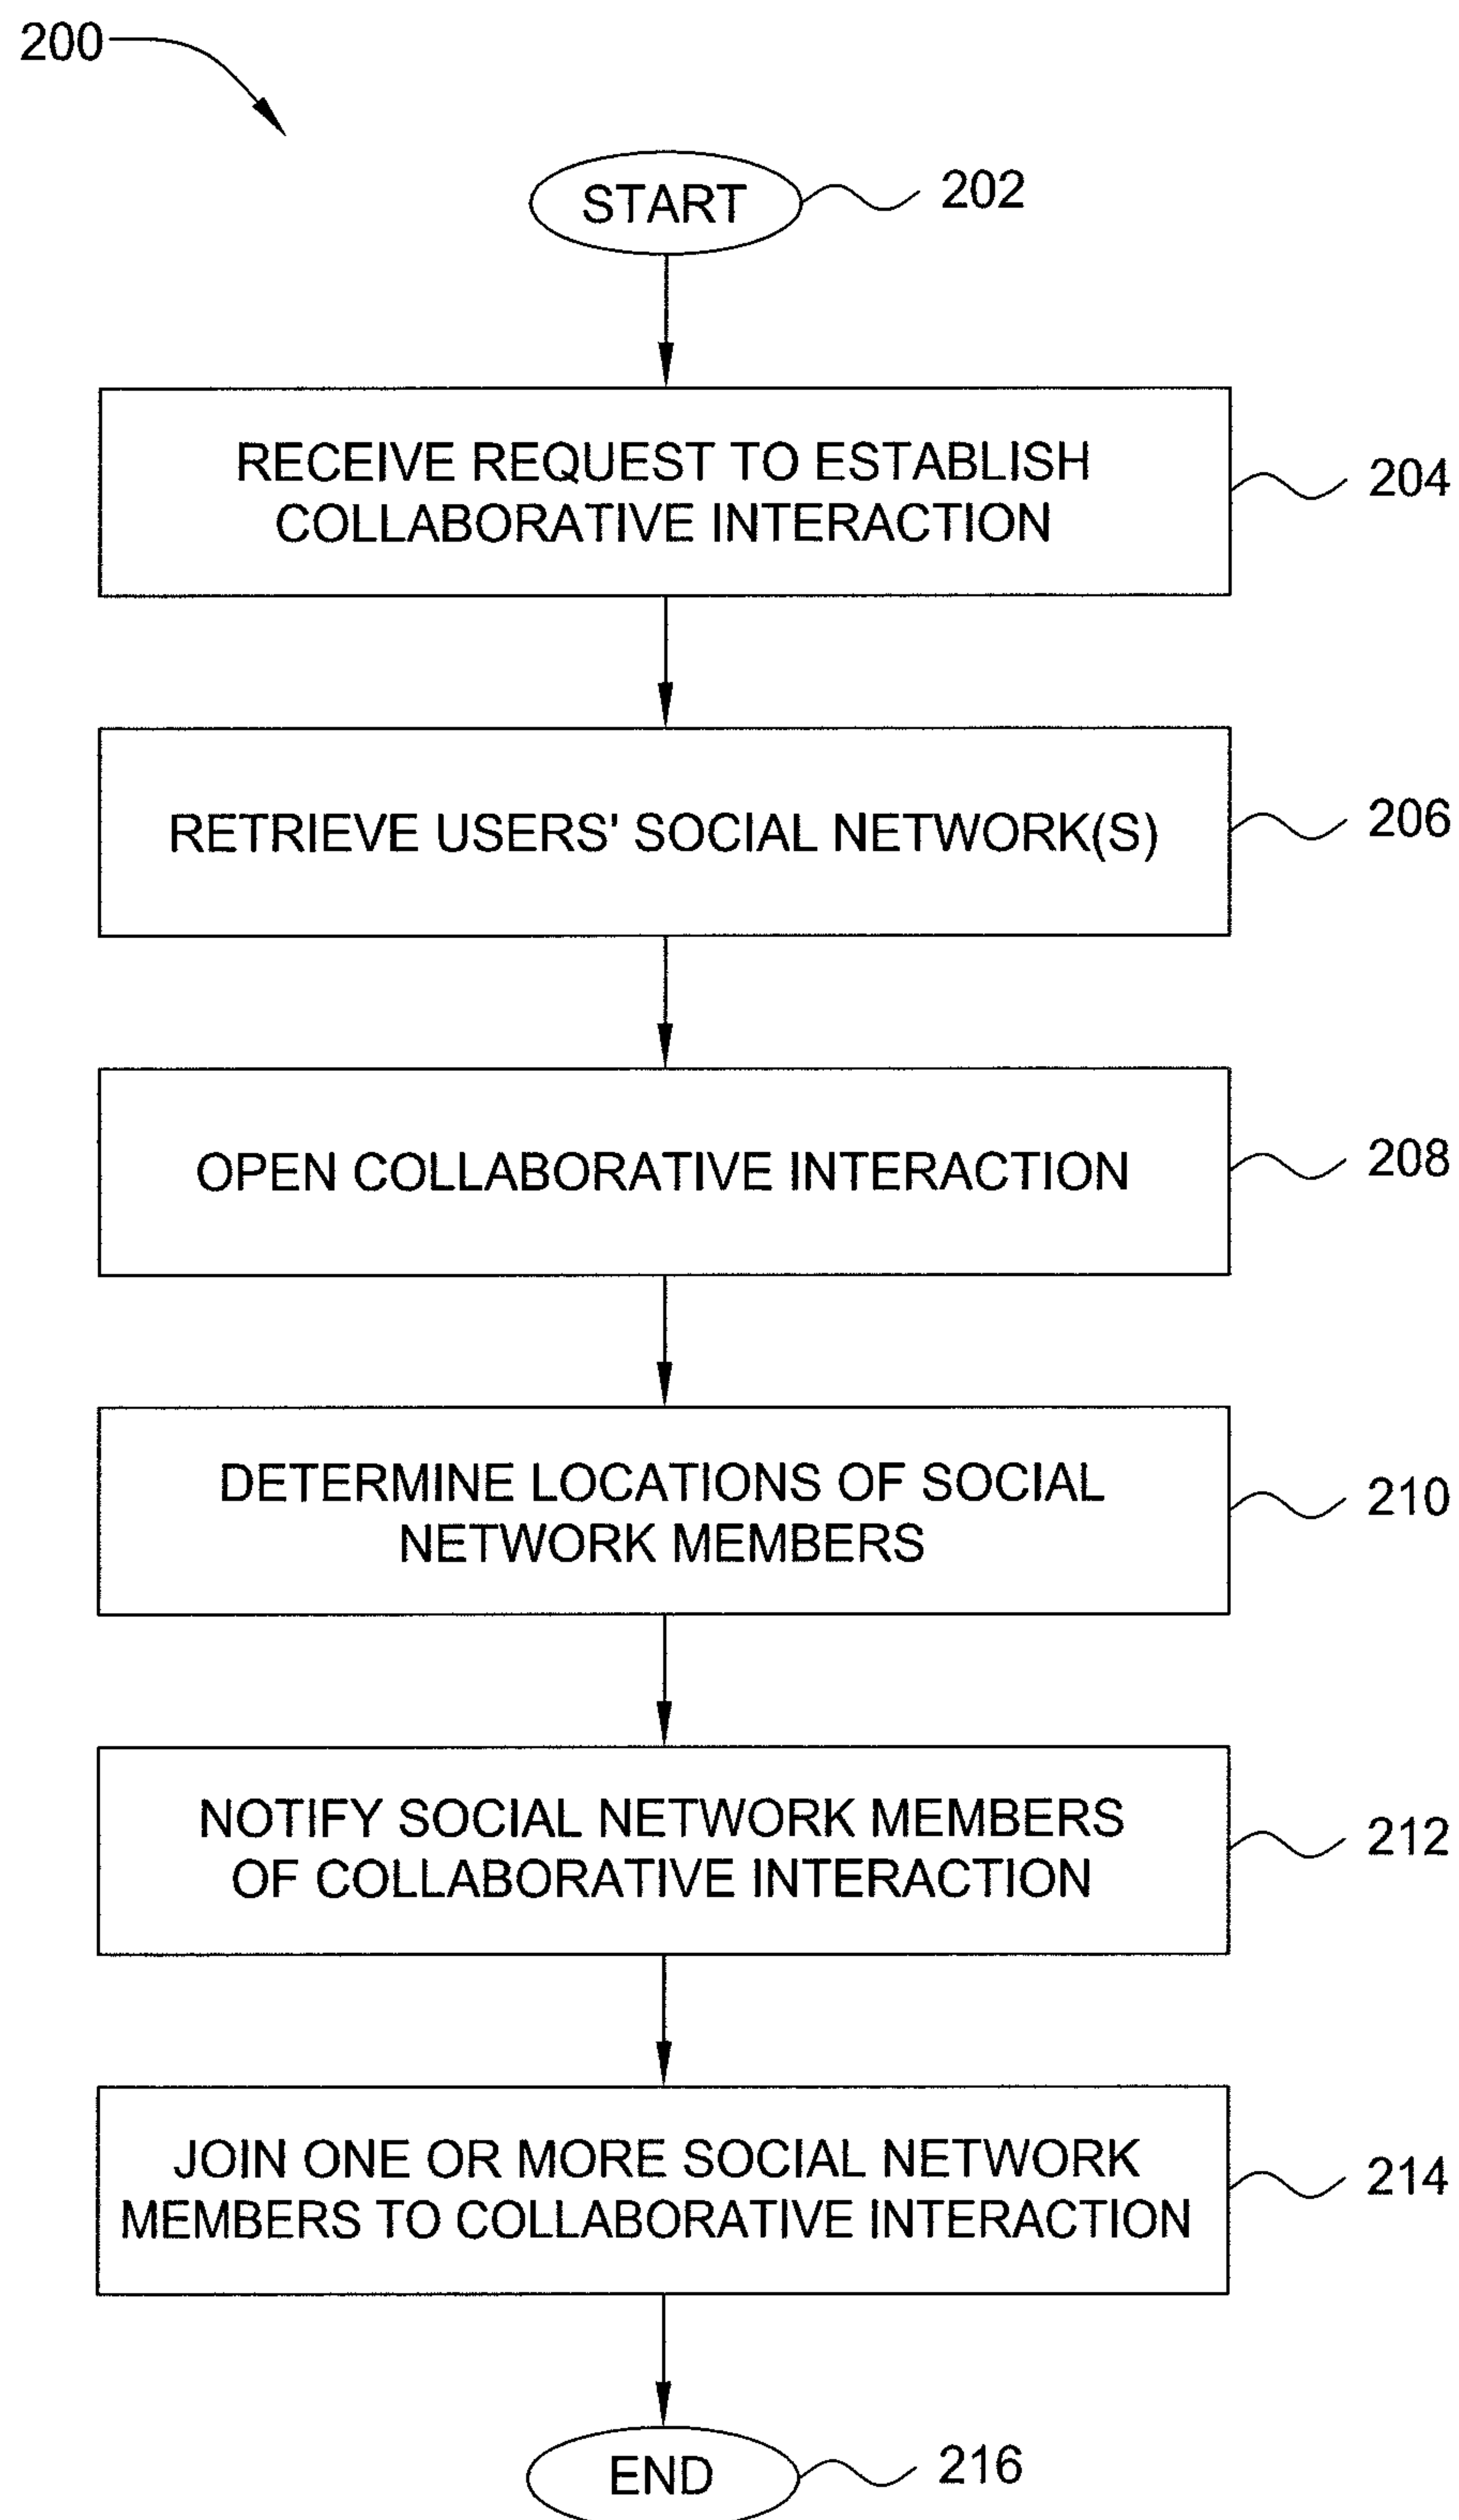 200
START
202
RECEIVE REQUEST TO ESTABLISH
COLLABORATIVE INTERACTION
204
RETRIEVE USERS' SOCIAL NETWORK(S)
206
OPEN COLLABORATIVE INTERACTION
208
DETERMINE LOCATIONS OF SOCIAL
NETWORK MEMBERS
210
NOTIFY SOCIAL NETWORK MEMBERS
OF COLLABORATIVE INTERACTION
212
JOIN ONE OR MORE SOCIAL NETWORK
MEMBERS TO COLLABORATIVE INTERACTION
214
END
216